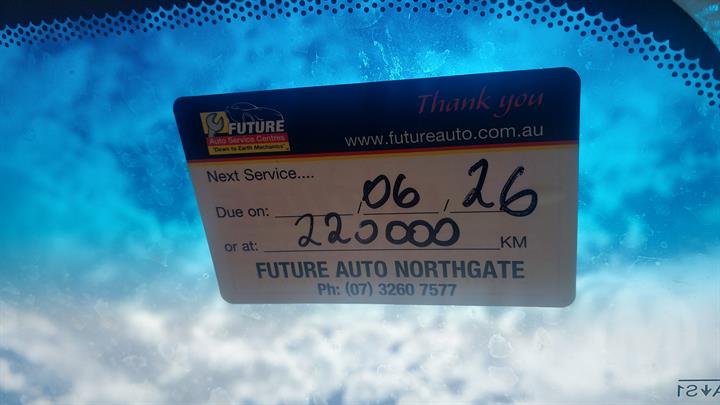 Thank you
FUTURE
Auto Service Centres
"Down to Earth Mechanics"
www.futureauto.com.au
Next Service....
Due on: ______/06/26
or at: 220000 KM
FUTURE AUTO NORTHGATE
Ph: (07) 3260 7577